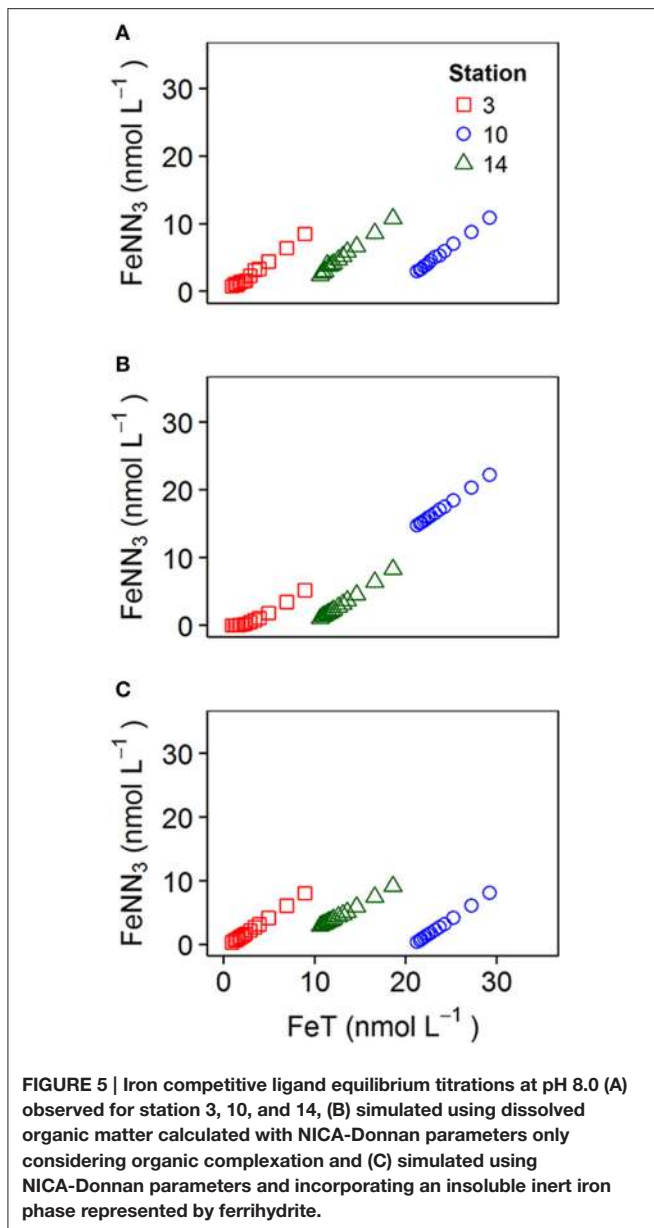 A
FeNN₃ (nmol L⁻¹)
30
20
10
0
Station
3
10
14
B
FeNN₃ (nmol L⁻¹)
30
20
10
0
C
FeNN₃ (nmol L⁻¹)
30
20
10
0
0 10 20 30
FeT (nmol L⁻¹)
FIGURE 5 | Iron competitive ligand equilibrium titrations at pH 8.0 (A)
observed for station 3, 10, and 14, (B) simulated using dissolved
organic matter calculated with NICA-Donnan parameters only
considering organic complexation and (C) simulated using
NICA-Donnan parameters and incorporating an insoluble inert iron
phase represented by ferrihydrite.